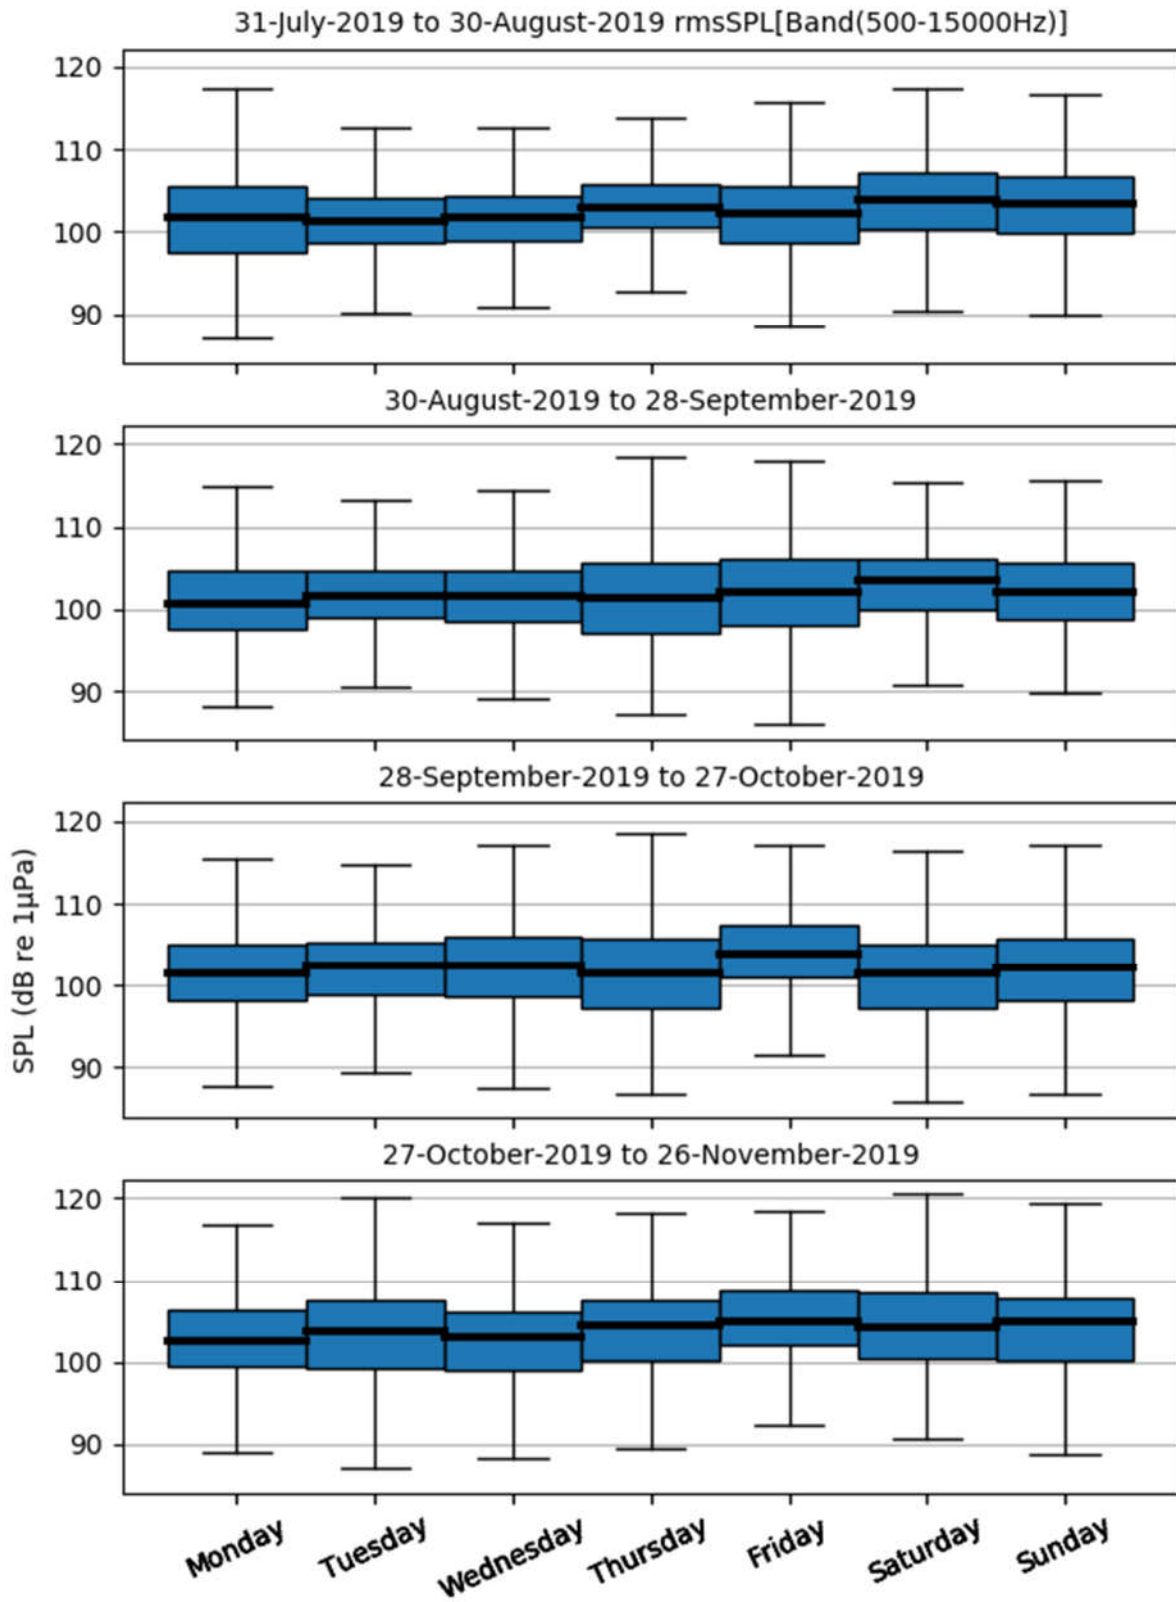 31-July-2019 to 30-August-2019 rmsSPL[Band(500-15000Hz)]
120
110
100
90
30-August-2019 to 28-September-2019
120
110
100
90
28-September-2019 to 27-October-2019
120
110
100
90
SPL (dB re 1µPa)
27-October-2019 to 26-November-2019
120
110
100
90
Monday Tuesday Wednesday Thursday Friday Saturday Sunday